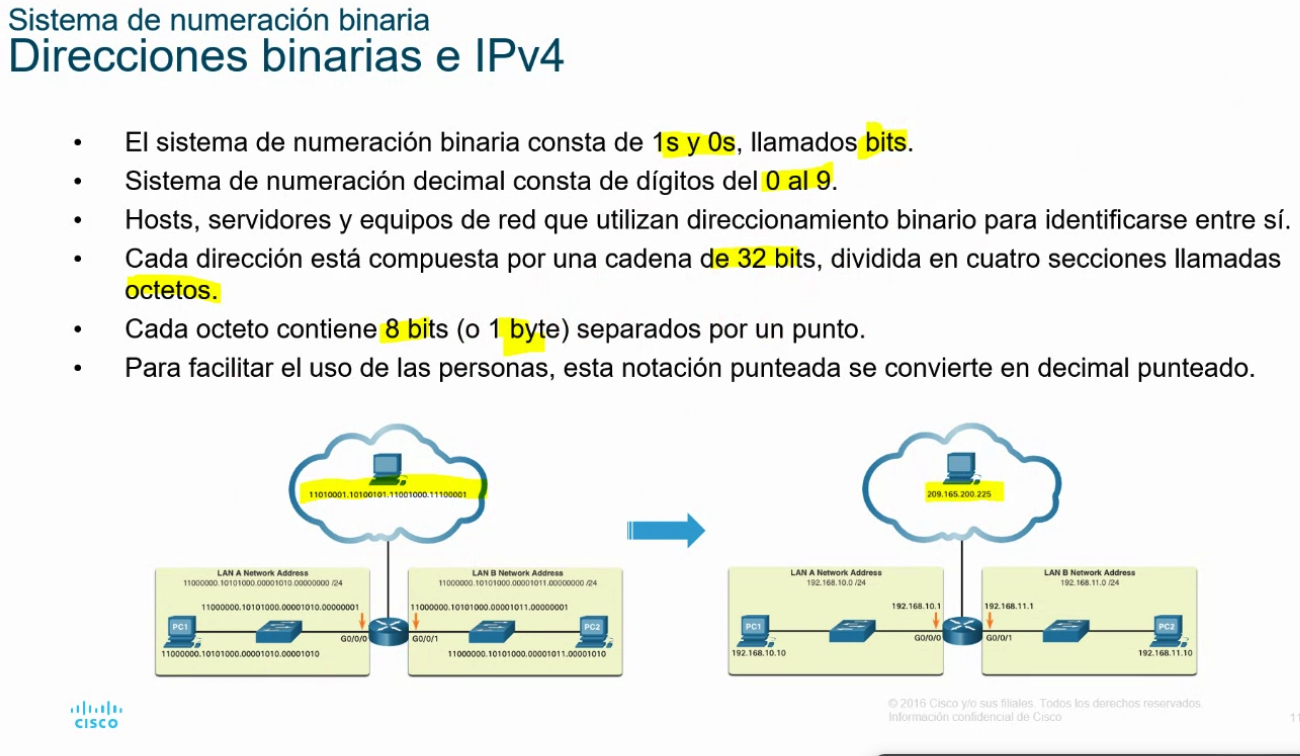 Sistema de numeración binaria
Direcciones binarias e IPv4
• El sistema de numeración binaria consta de 1s y 0s, llamados bits.
• Sistema de numeración decimal consta de dígitos del 0 al 9.
• Hosts, servidores y equipos de red que utilizan direccionamiento binario para identificarse entre sí.
• Cada dirección está compuesta por una cadena de 32 bits, dividida en cuatro secciones llamadas
octetos.
• Cada octeto contiene 8 bits (o 1 byte) separados por un punto.
• Para facilitar el uso de las personas, esta notación punteada se convierte en decimal punteado.
11010001.10100101.11001000.11100001
LAN A Network Address
11000000.10101000.00001010.00000000 /24
11000000.10101000.00001010.00000001
PC1
G0/0/0
11000000.10101000.00001010.00001010
LAN B Network Address
11000000.10101000.00001011.00000000 /24
11000000.10101000.00001011.00000001
G0/0/1
PC2
11000000.10101000.00001011.00001010
209.165.200.225
LAN A Network Address
192.168.10.0 /24
192.168.10.1
PC1
G0/0/0
192.168.10.10
LAN B Network Address
192.168.11.0 /24
192.168.11.1
G0/0/1
PC2
192.168.11.10
CISCO
© 2016 Cisco y/o sus filiales. Todos los derechos reservados.
Información confidencial de Cisco
11